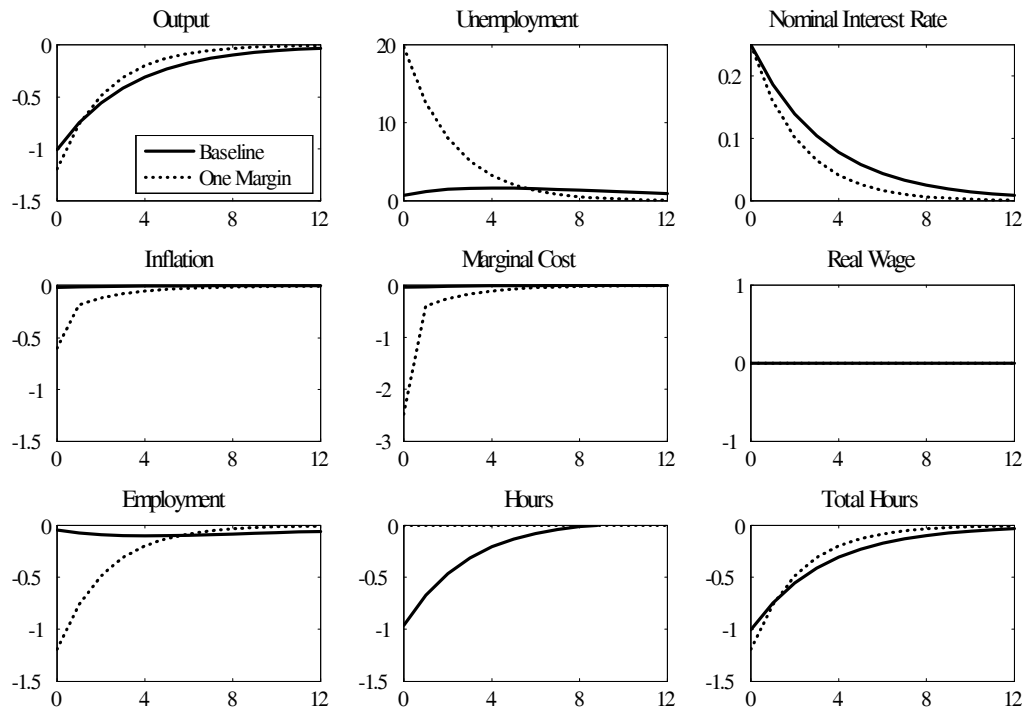 Output
Unemployment
Nominal Interest Rate
0
-0.5
-1
-1.5
0 4 8 12
Baseline
One Margin
20
10
0
0 4 8 12
0.2
0.1
0
0 4 8 12
Inflation
Marginal Cost
Real Wage
0
-0.5
-1
-1.5
0 4 8 12
0
-1
-2
-3
0 4 8 12
1
0
-1
0 4 8 12
Employment
Hours
Total Hours
0
-0.5
-1
-1.5
0 4 8 12
0
-0.5
-1
-1.5
0 4 8 12
0
-0.5
-1
-1.5
0 4 8 12